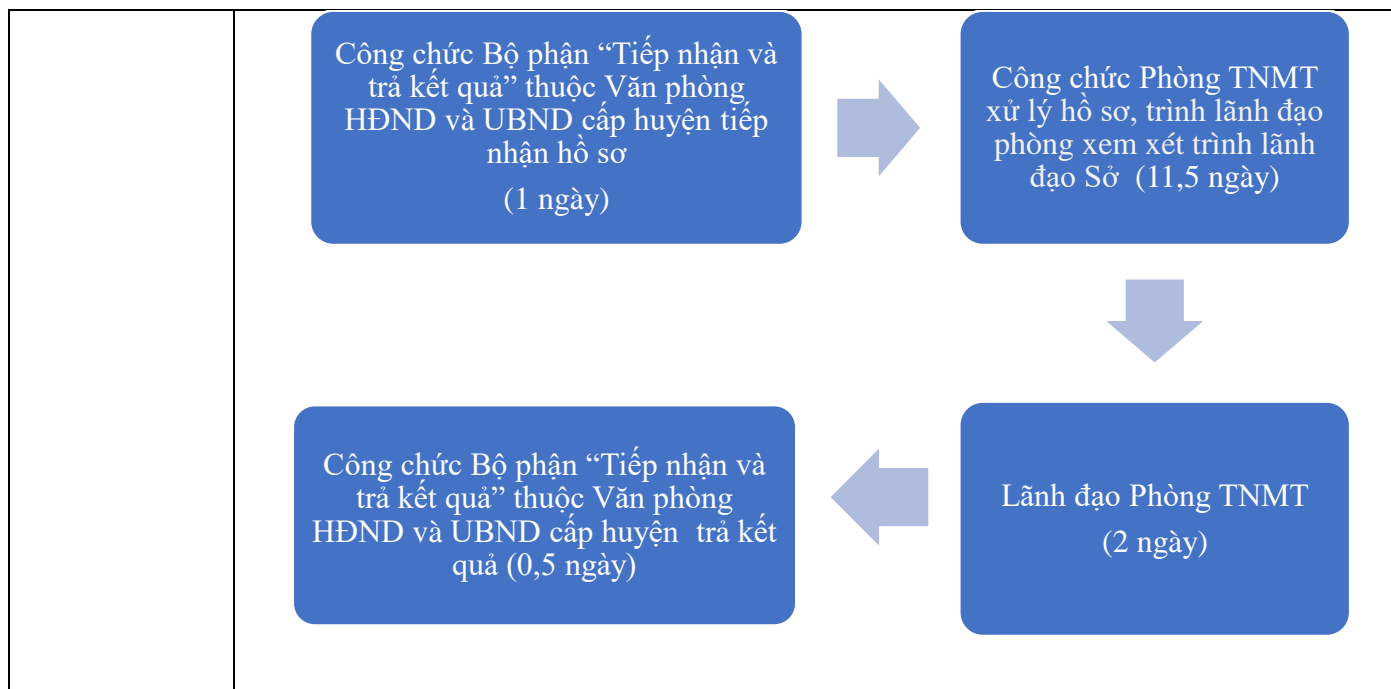 Công chức Bộ phận “Tiếp nhận và
trả kết quả” thuộc Văn phòng
HĐND và UBND cấp huyện tiếp
nhận hồ sơ
(1 ngày)
Công chức Phòng TNMT
xử lý hồ sơ, trình lãnh đạo
phòng xem xét trình lãnh
đạo Sở (11,5 ngày)
Lãnh đạo Phòng TNMT
(2 ngày)
Công chức Bộ phận “Tiếp nhận và
trả kết quả” thuộc Văn phòng
HĐND và UBND cấp huyện trả kết
quả (0,5 ngày)